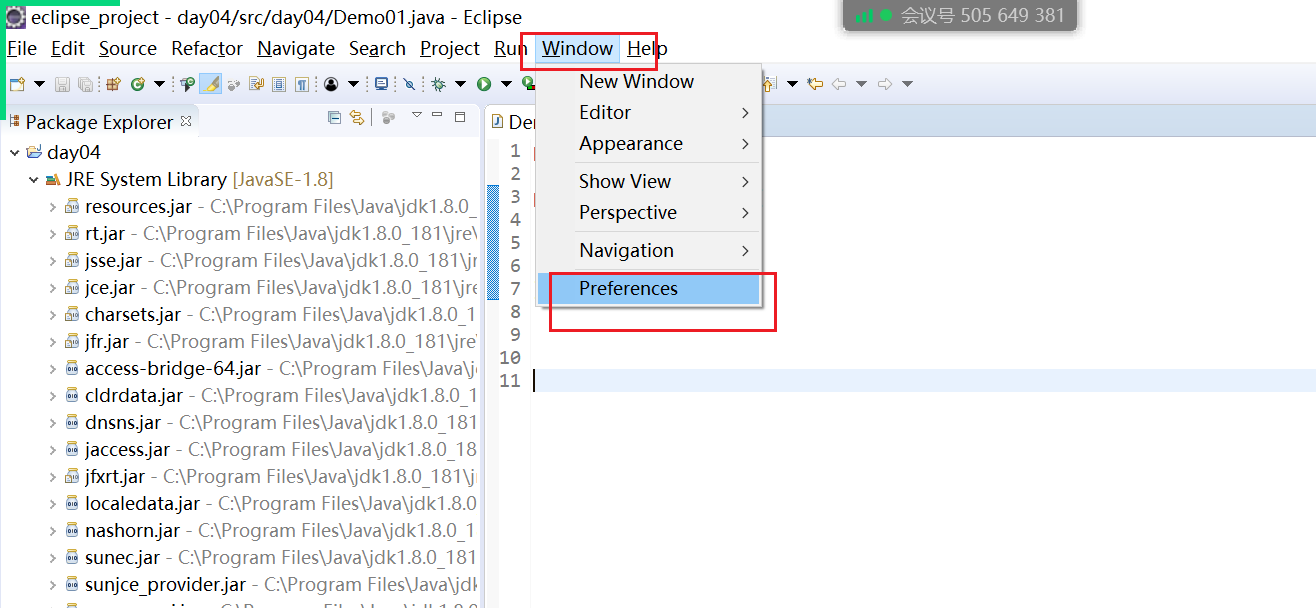 eclipse_project - day04/src/day04/Demo01.java - Eclipse
会议号 505 649 381
File Edit Source Refactor Navigate Search Project Run Window Help
New Window
Editor
Appearance
Show View
Perspective
Navigation
Preferences
Package Explorer
day04
JRE System Library [JavaSE-1.8]
resources.jar - C:\Program Files\Java\jdk1.8.0_
rt.jar - C:\Program Files\Java\jdk1.8.0_181\jre\
jsse.jar - C:\Program Files\Java\jdk1.8.0_181\jr
jce.jar - C:\Program Files\Java\jdk1.8.0_181\jre
charsets.jar - C:\Program Files\Java\jdk1.8.0_1
jfr.jar - C:\Program Files\Java\jdk1.8.0_181\jre\
access-bridge-64.jar - C:\Program Files\Java\j
cldrdata.jar - C:\Program Files\Java\jdk1.8.0_1
dnsns.jar - C:\Program Files\Java\jdk1.8.0_181
jaccess.jar - C:\Program Files\Java\jdk1.8.0_18
jfxrt.jar - C:\Program Files\Java\jdk1.8.0_181\j
localedata.jar - C:\Program Files\Java\jdk1.8.0
nashorn.jar - C:\Program Files\Java\jdk1.8.0_1
sunec.jar - C:\Program Files\Java\jdk1.8.0_181
sunjce_provider.jar - C:\Program Files\Java\jdk
De
1
2
3
4
5
6
7
8
9
10
11